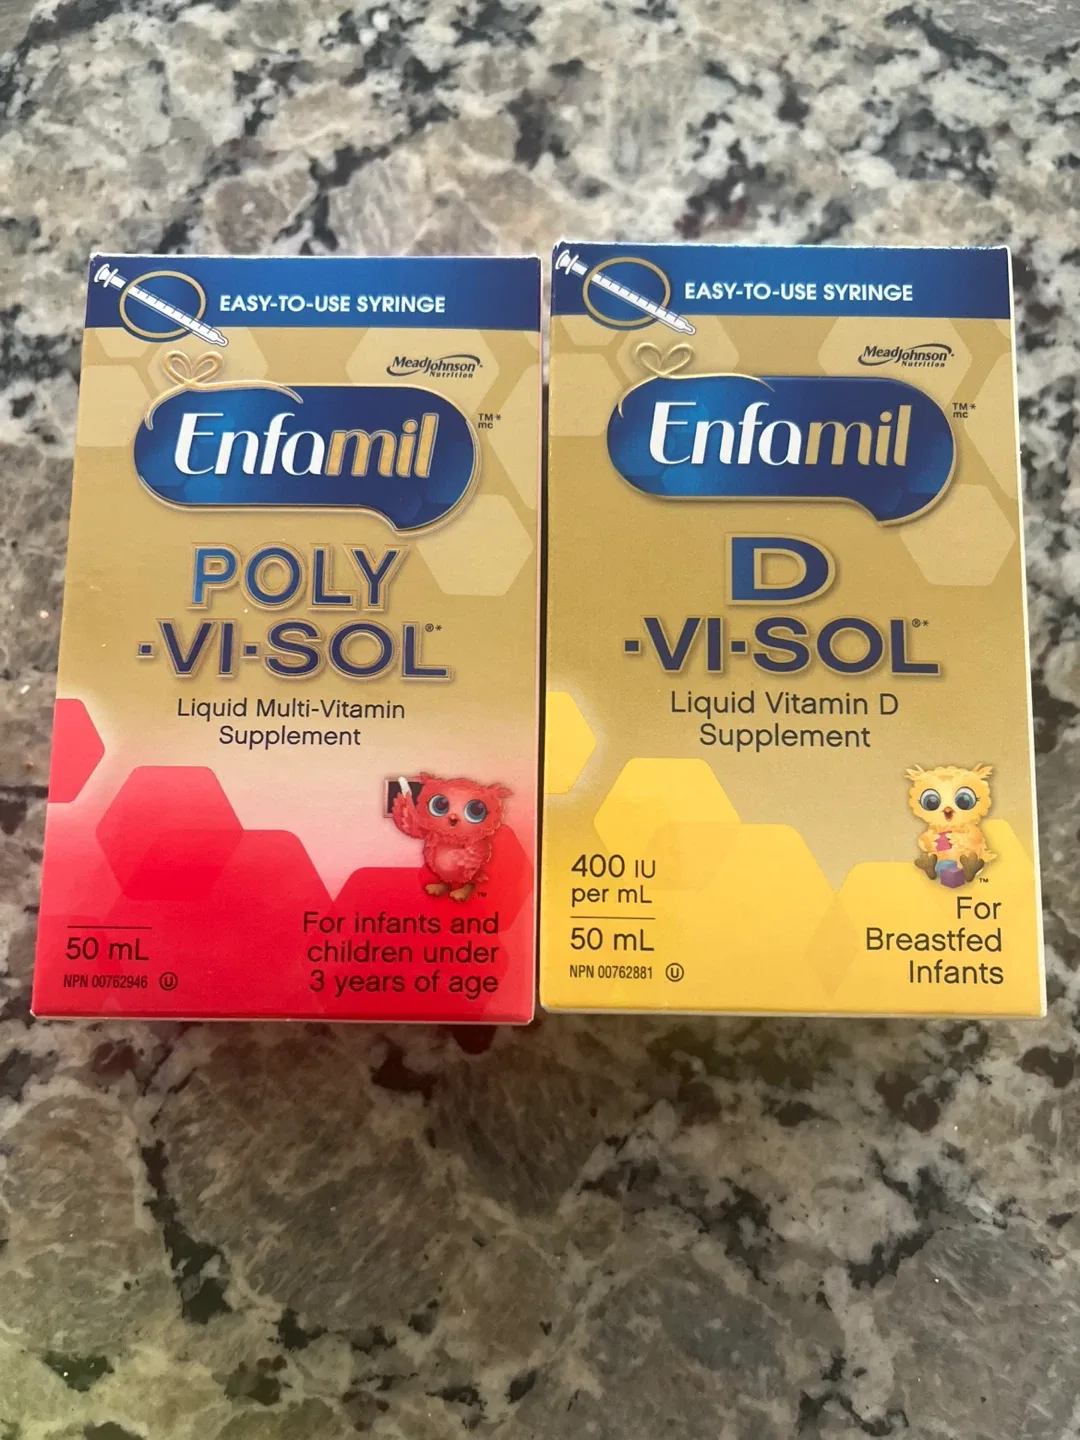 EASY-TO-USE SYRINGE
MeadJohnson
Nutrition
Enfamil
TM*
mc
POLY
·VI·SOL®*
Liquid Multi-Vitamin
Supplement
For infants and
children under
3 years of age
TM
50 mL
NPN 00762946 U
EASY-TO-USE SYRINGE
MeadJohnson
Nutrition
Enfamil
TM*
mc
D
·VI·SOL®*
Liquid Vitamin D
Supplement
400 IU
per mL
50 mL
NPN 00762881 U
TM
For
Breastfed
Infants